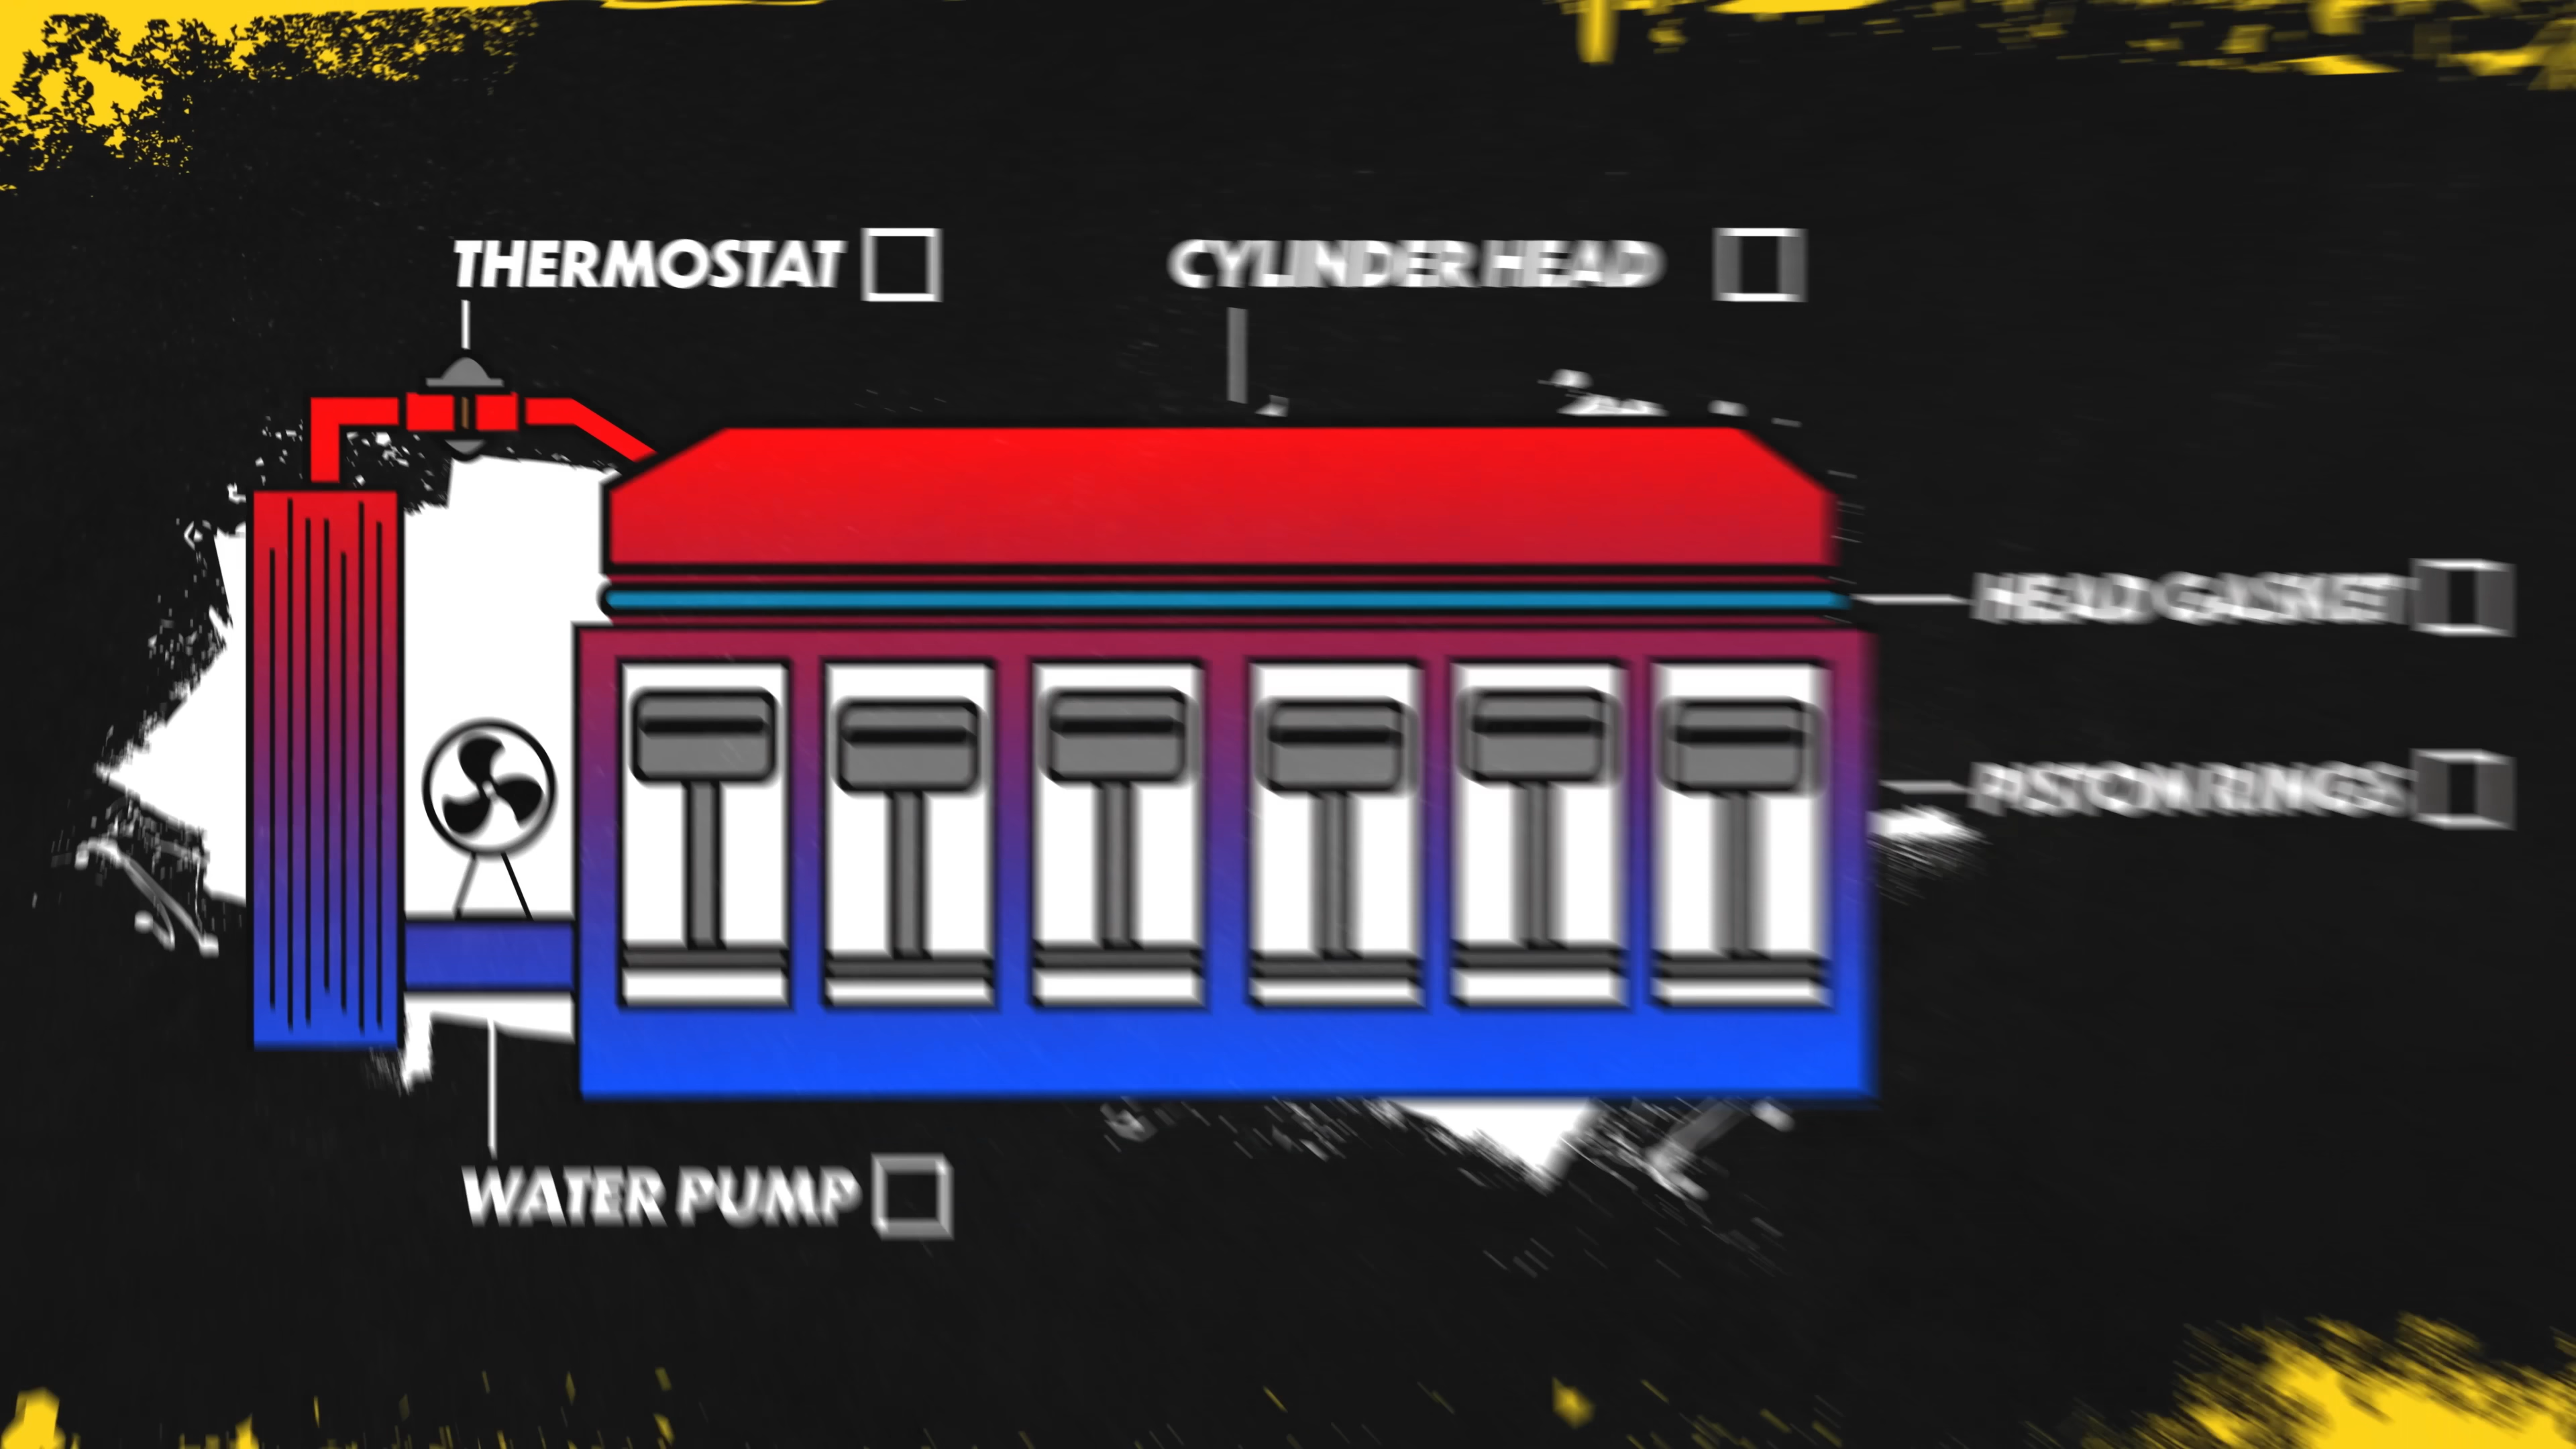 THERMOSTAT
CYLINDER HEAD
HEAD GASKET
PISTON RINGS
WATER PUMP